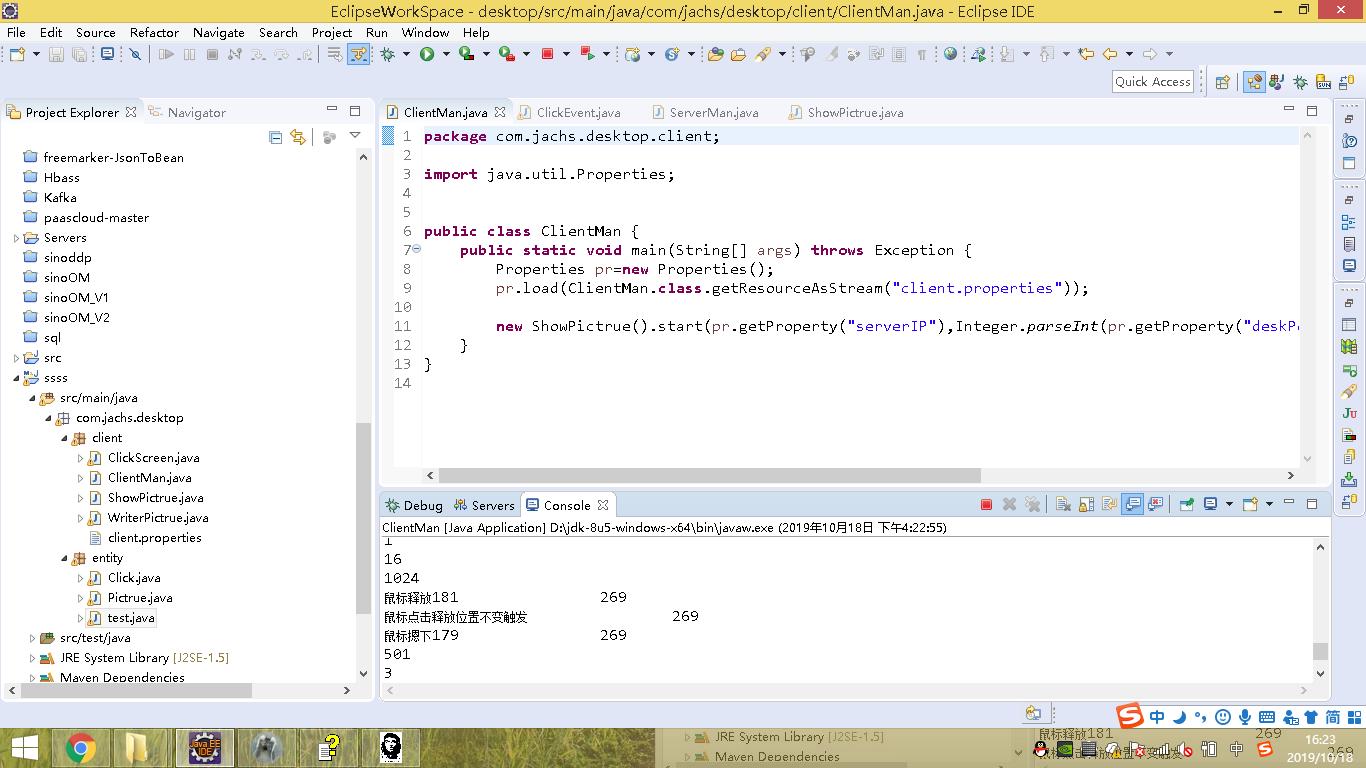 EclipseWorkSpace - desktop/src/main/java/com/jachs/desktop/client/ClientMan.java - Eclipse IDE
File Edit Source Refactor Navigate Search Project Run Window Help
Quick Access
Project Explorer Navigator
freemarker-JsonToBean
Hbass
Kafka
paascloud-master
Servers
sinoddp
sinoOM
sinoOM_V1
sinoOM_V2
sql
src
ssss
src/main/java
com.jachs.desktop
client
ClickScreen.java
ClientMan.java
ShowPictrue.java
WriterPictrue.java
client.properties
entity
Click.java
Pictrue.java
test.java
src/test/java
JRE System Library [J2SE-1.5]
Maven Dependencies
ClientMan.java ClickEvent.java ServerMan.java ShowPictrue.java
1 package com.jachs.desktop.client;
2
3 import java.util.Properties;
4
5
6 public class ClientMan {
7 public static void main(String[] args) throws Exception {
8 Properties pr=new Properties();
9 pr.load(ClientMan.class.getResourceAsStream("client.properties"));
10
11 new ShowPictrue().start(pr.getProperty("serverIP"),Integer.parseInt(pr.getProperty("deskPo
12 }
13 }
14
Debug Servers Console
ClientMan [Java Application] D:\jdk-8u5-windows-x64\bin\javaw.exe (2019年10月18日 下午4:22:55)
1
16
1024
鼠标释放181 269
鼠标点击释放位置不变触发 269
鼠标摁下179 269
501
3
中 简
Java EE IDE
JRE System Library [J2SE-1.5]
Maven Dependencies
鼠标释放181 269
中
16:23
2019/10/18